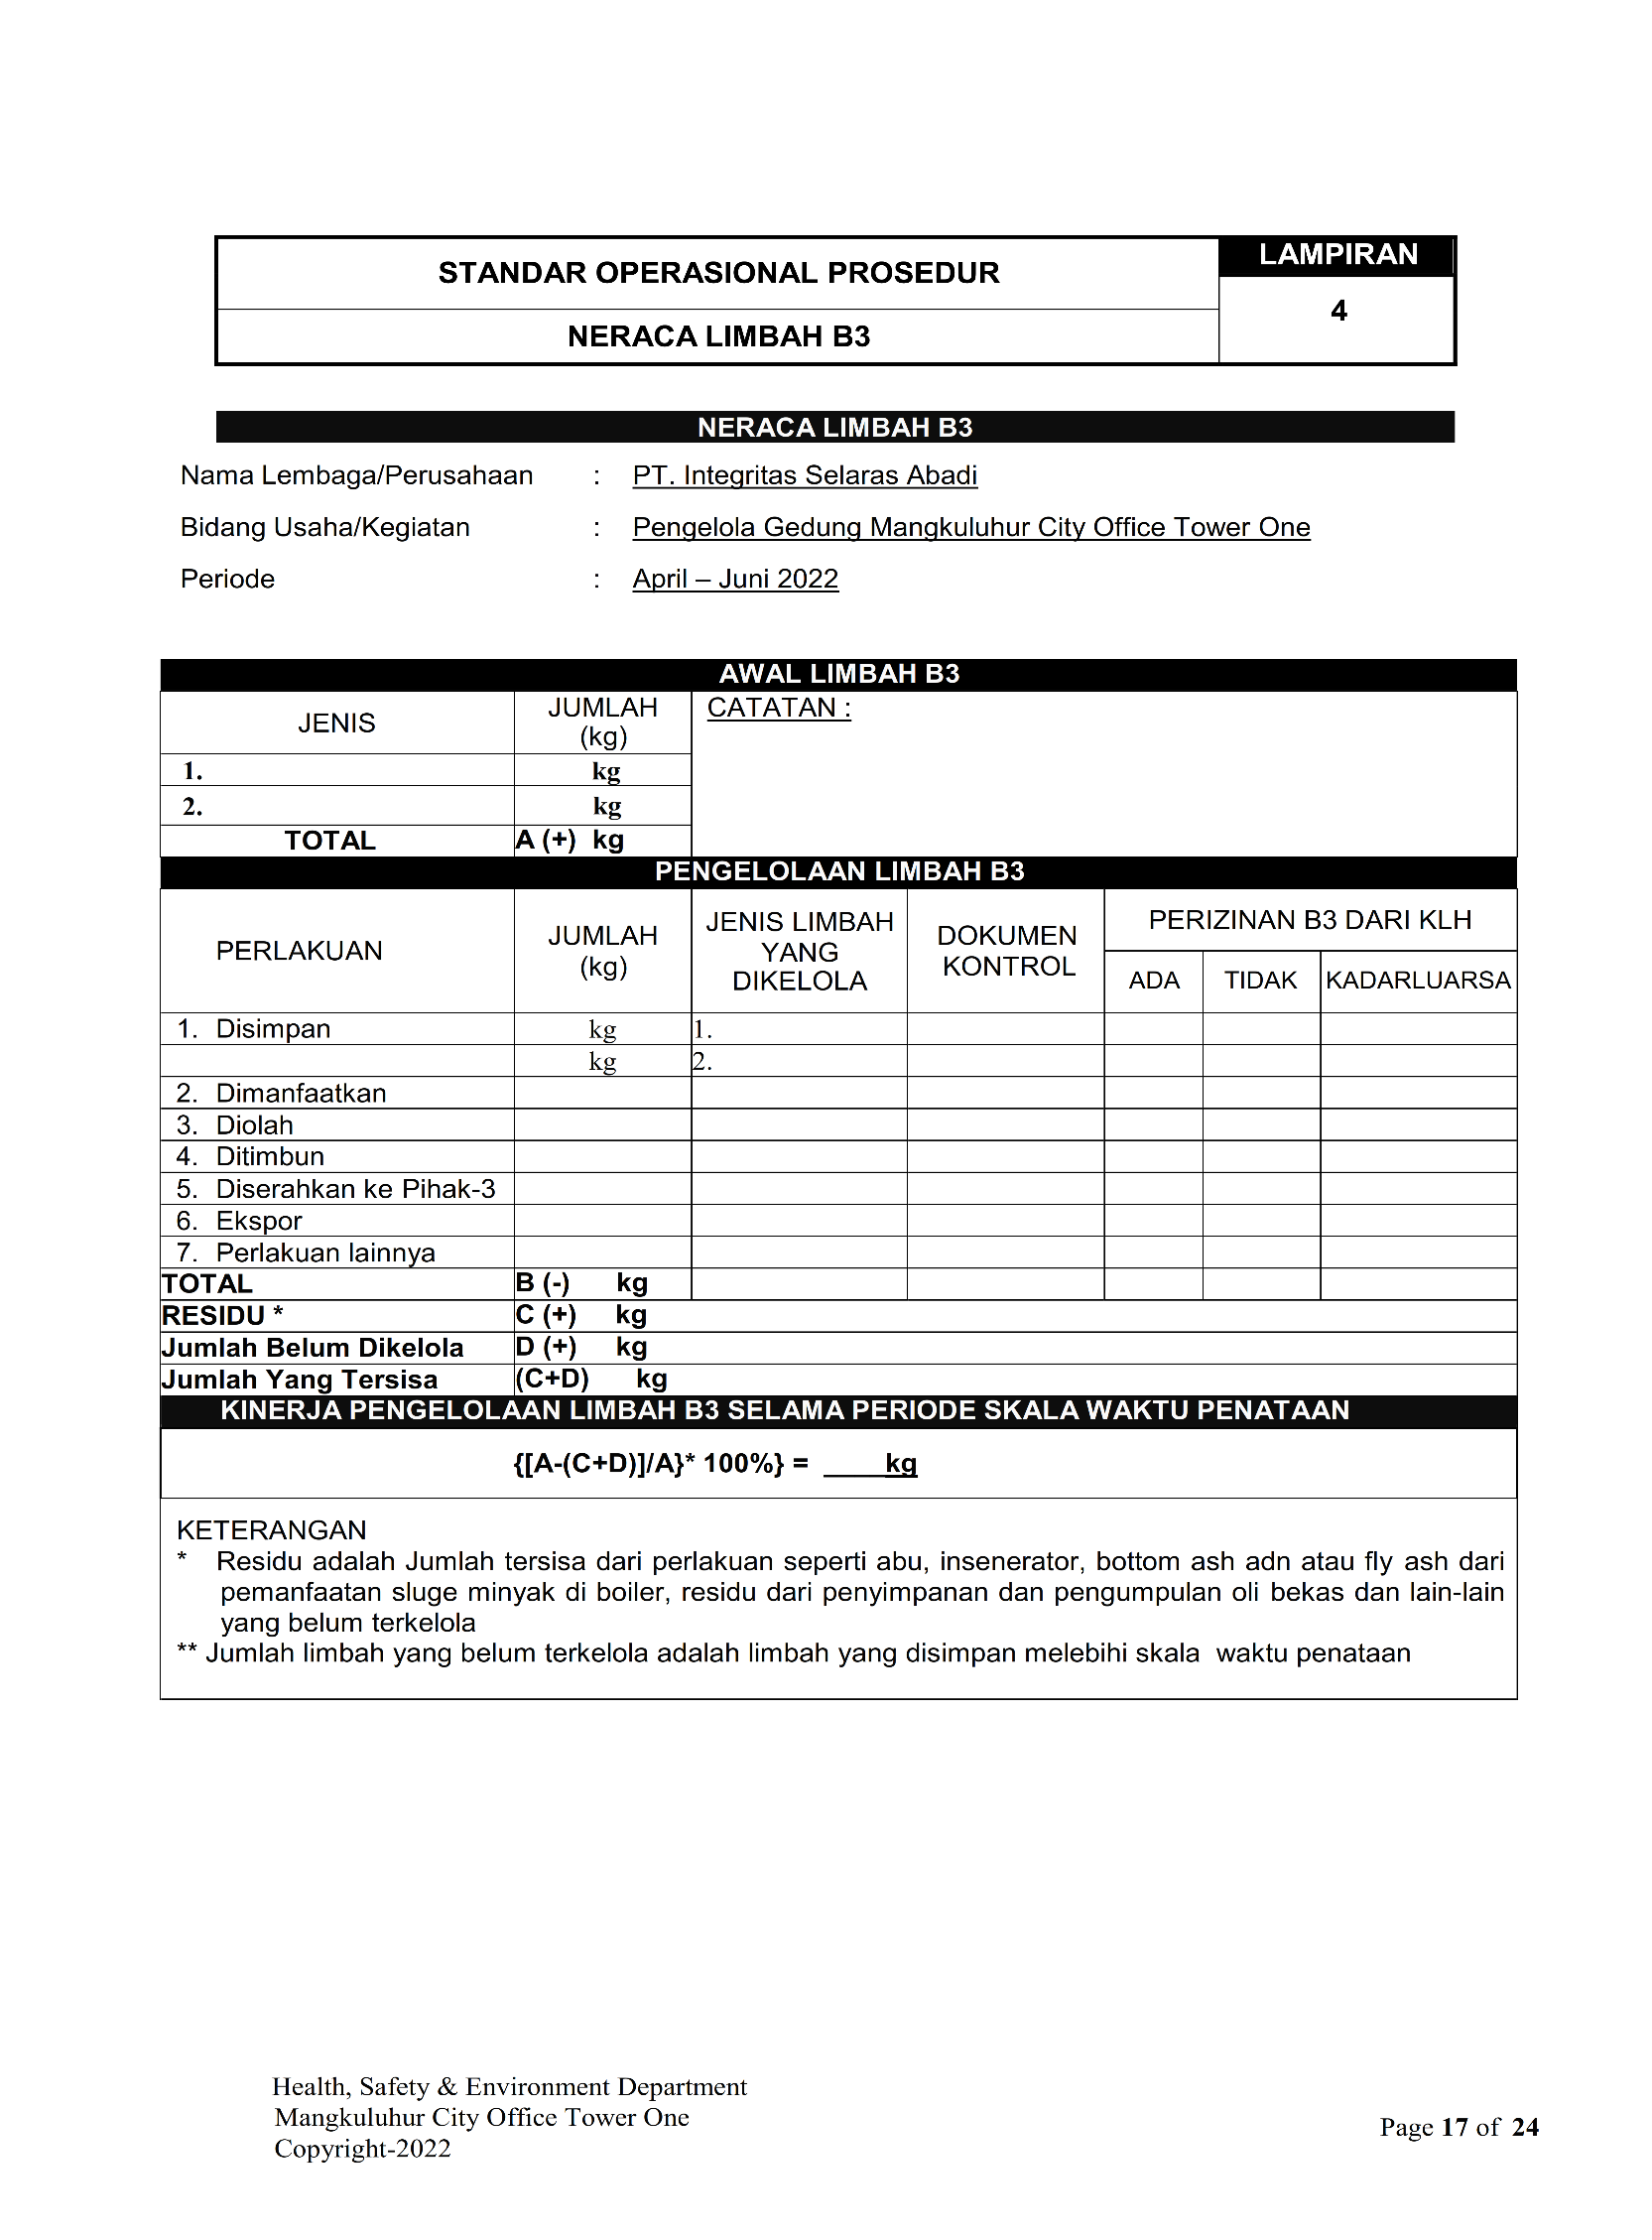 STANDAR OPERASIONAL PROSEDUR
LAMPIRAN
4
NERACA LIMBAH B3
NERACA LIMBAH B3
Nama Lembaga/Perusahaan : PT. Integritas Selaras Abadi
Bidang Usaha/Kegiatan : Pengelola Gedung Mangkuluhur City Office Tower One
Periode : April – Juni 2022
AWAL LIMBAH B3
JENIS JUMLAH (kg) CATATAN :
1. kg
2. kg
TOTAL A (+) kg
PENGELOLAAN LIMBAH B3
PERLAKUAN JUMLAH (kg) JENIS LIMBAH YANG DIKELOLA DOKUMEN KONTROL PERIZINAN B3 DARI KLH
ADA TIDAK KADARLUARSA
1. Disimpan kg 1.
kg 2.
2. Dimanfaatkan
3. Diolah
4. Ditimbun
5. Diserahkan ke Pihak-3
6. Ekspor
7. Perlakuan lainnya
TOTAL B (-) kg
RESIDU * C (+) kg
Jumlah Belum Dikelola D (+) kg
Jumlah Yang Tersisa (C+D) kg
KINERJA PENGELOLAAN LIMBAH B3 SELAMA PERIODE SKALA WAKTU PENATAAN
{[A-(C+D)]/A}* 100%} = ____kg
KETERANGAN
* Residu adalah Jumlah tersisa dari perlakuan seperti abu, insenerator, bottom ash adn atau fly ash dari
pemanfaatan sluge minyak di boiler, residu dari penyimpanan dan pengumpulan oli bekas dan lain-lain
yang belum terkelola
** Jumlah limbah yang belum terkelola adalah limbah yang disimpan melebihi skala waktu penataan
Health, Safety & Environment Department
Mangkuluhur City Office Tower One
Copyright-2022
Page 17 of 24